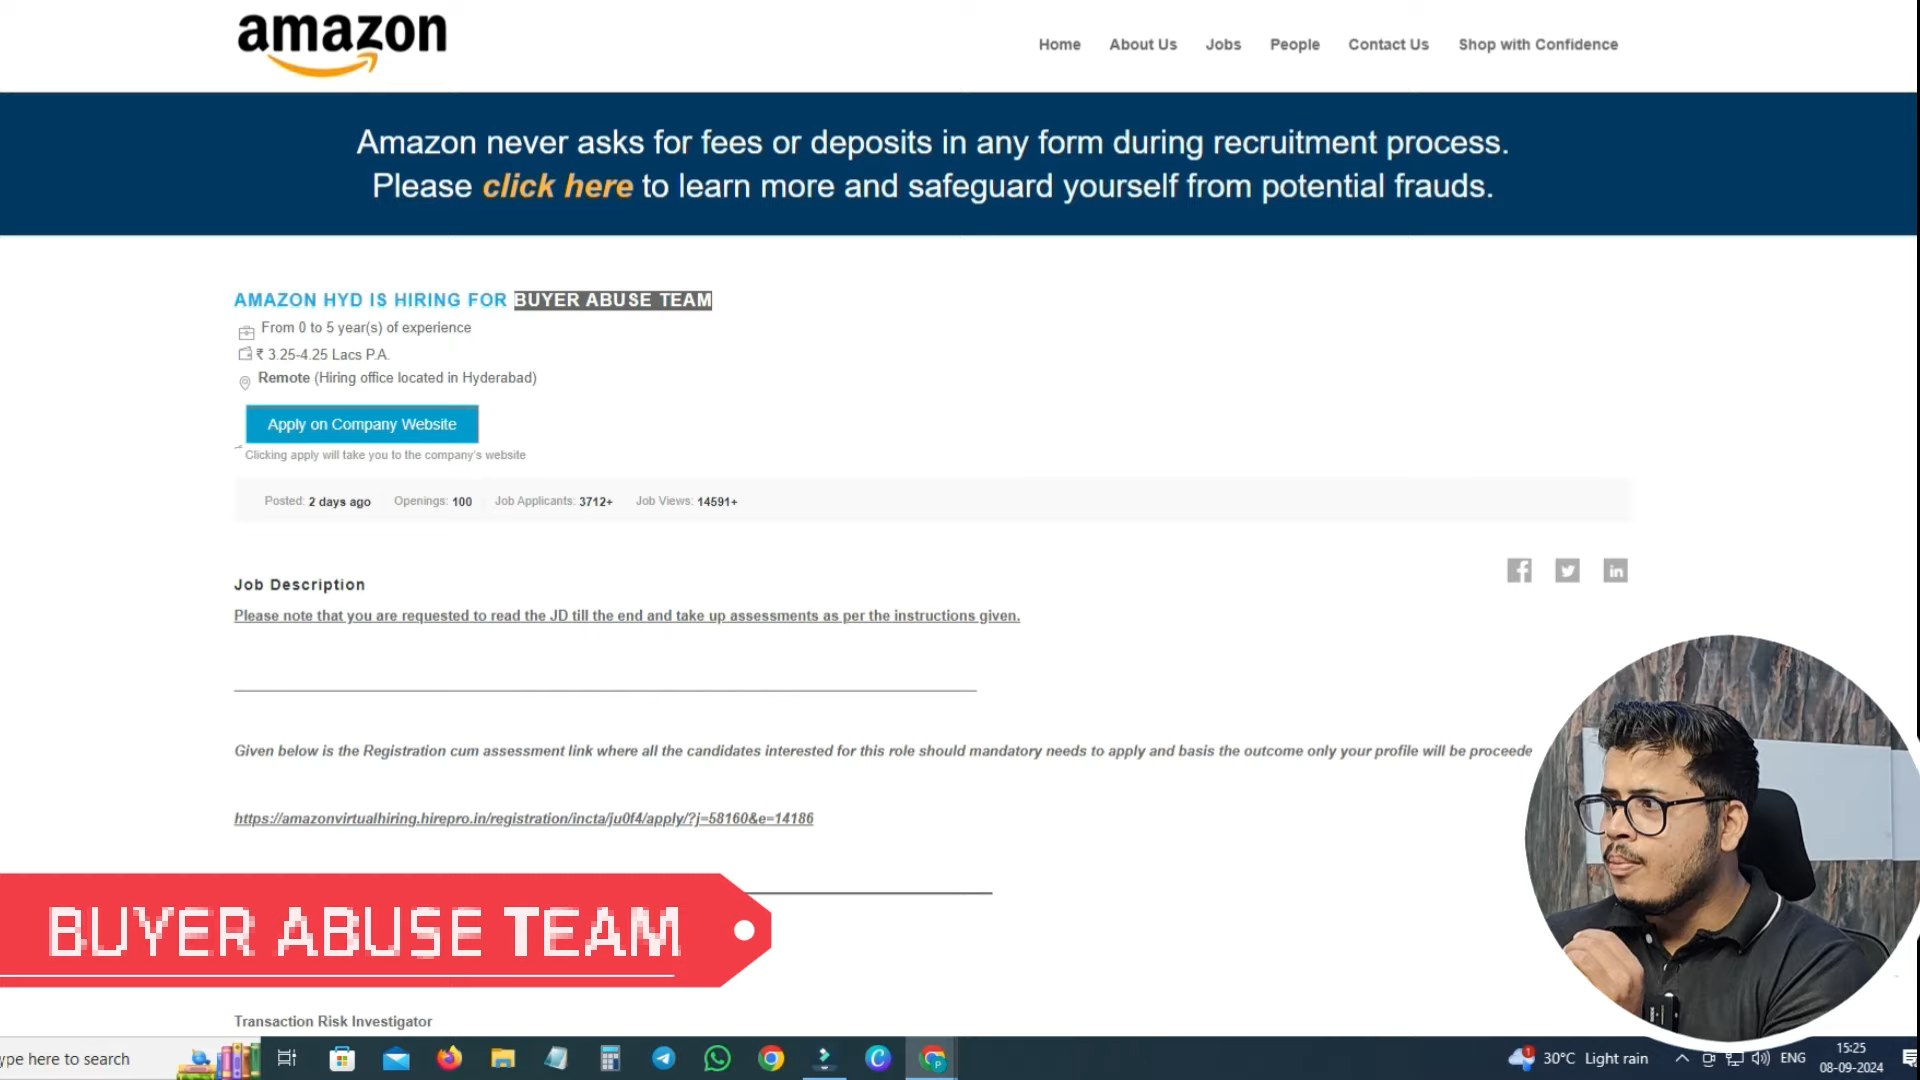 amazon
Home About Us Jobs People Contact Us Shop with Confidence
Amazon never asks for fees or deposits in any form during recruitment process.
Please click here to learn more and safeguard yourself from potential frauds.
AMAZON HYD IS HIRING FOR BUYER ABUSE TEAM
From 0 to 5 year(s) of experience
₹ 3.25-4.25 Lacs P.A.
Remote (Hiring office located in Hyderabad)
Apply on Company Website
Clicking apply will take you to the company's website
Posted: 2 days ago Openings: 100 Job Applicants: 3712+ Job Views: 14591+
Job Description
Please note that you are requested to read the JD till the end and take up assessments as per the instructions given.
Given below is the Registration cum assessment link where all the candidates interested for this role should mandatory needs to apply and basis the outcome only your profile will be proceede
https://amazonvirtualhiring.hirepro.in/registration/incta/ju0f4/apply/?j=58160&e=14186
BUYER ABUSE TEAM
Transaction Risk Investigator
ype here to search
30°C Light rain
ENG
15:25
08-09-2024